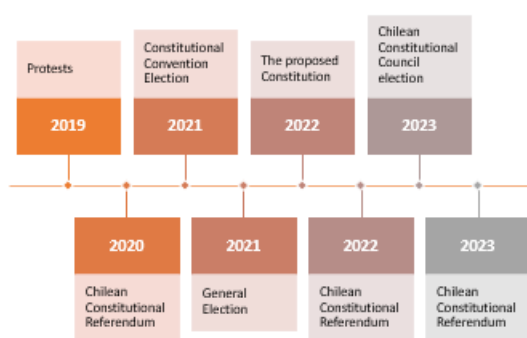 Protests
2019
Constitutional
Convention
Election
2021
The proposed
Constitution
2022
Chilean
Constitutional
Council
election
2023
2020
Chilean
Constitutional
Referendum
2021
General
Election
2022
Chilean
Constitutional
Referendum
2023
Chilean
Constitutional
Referendum